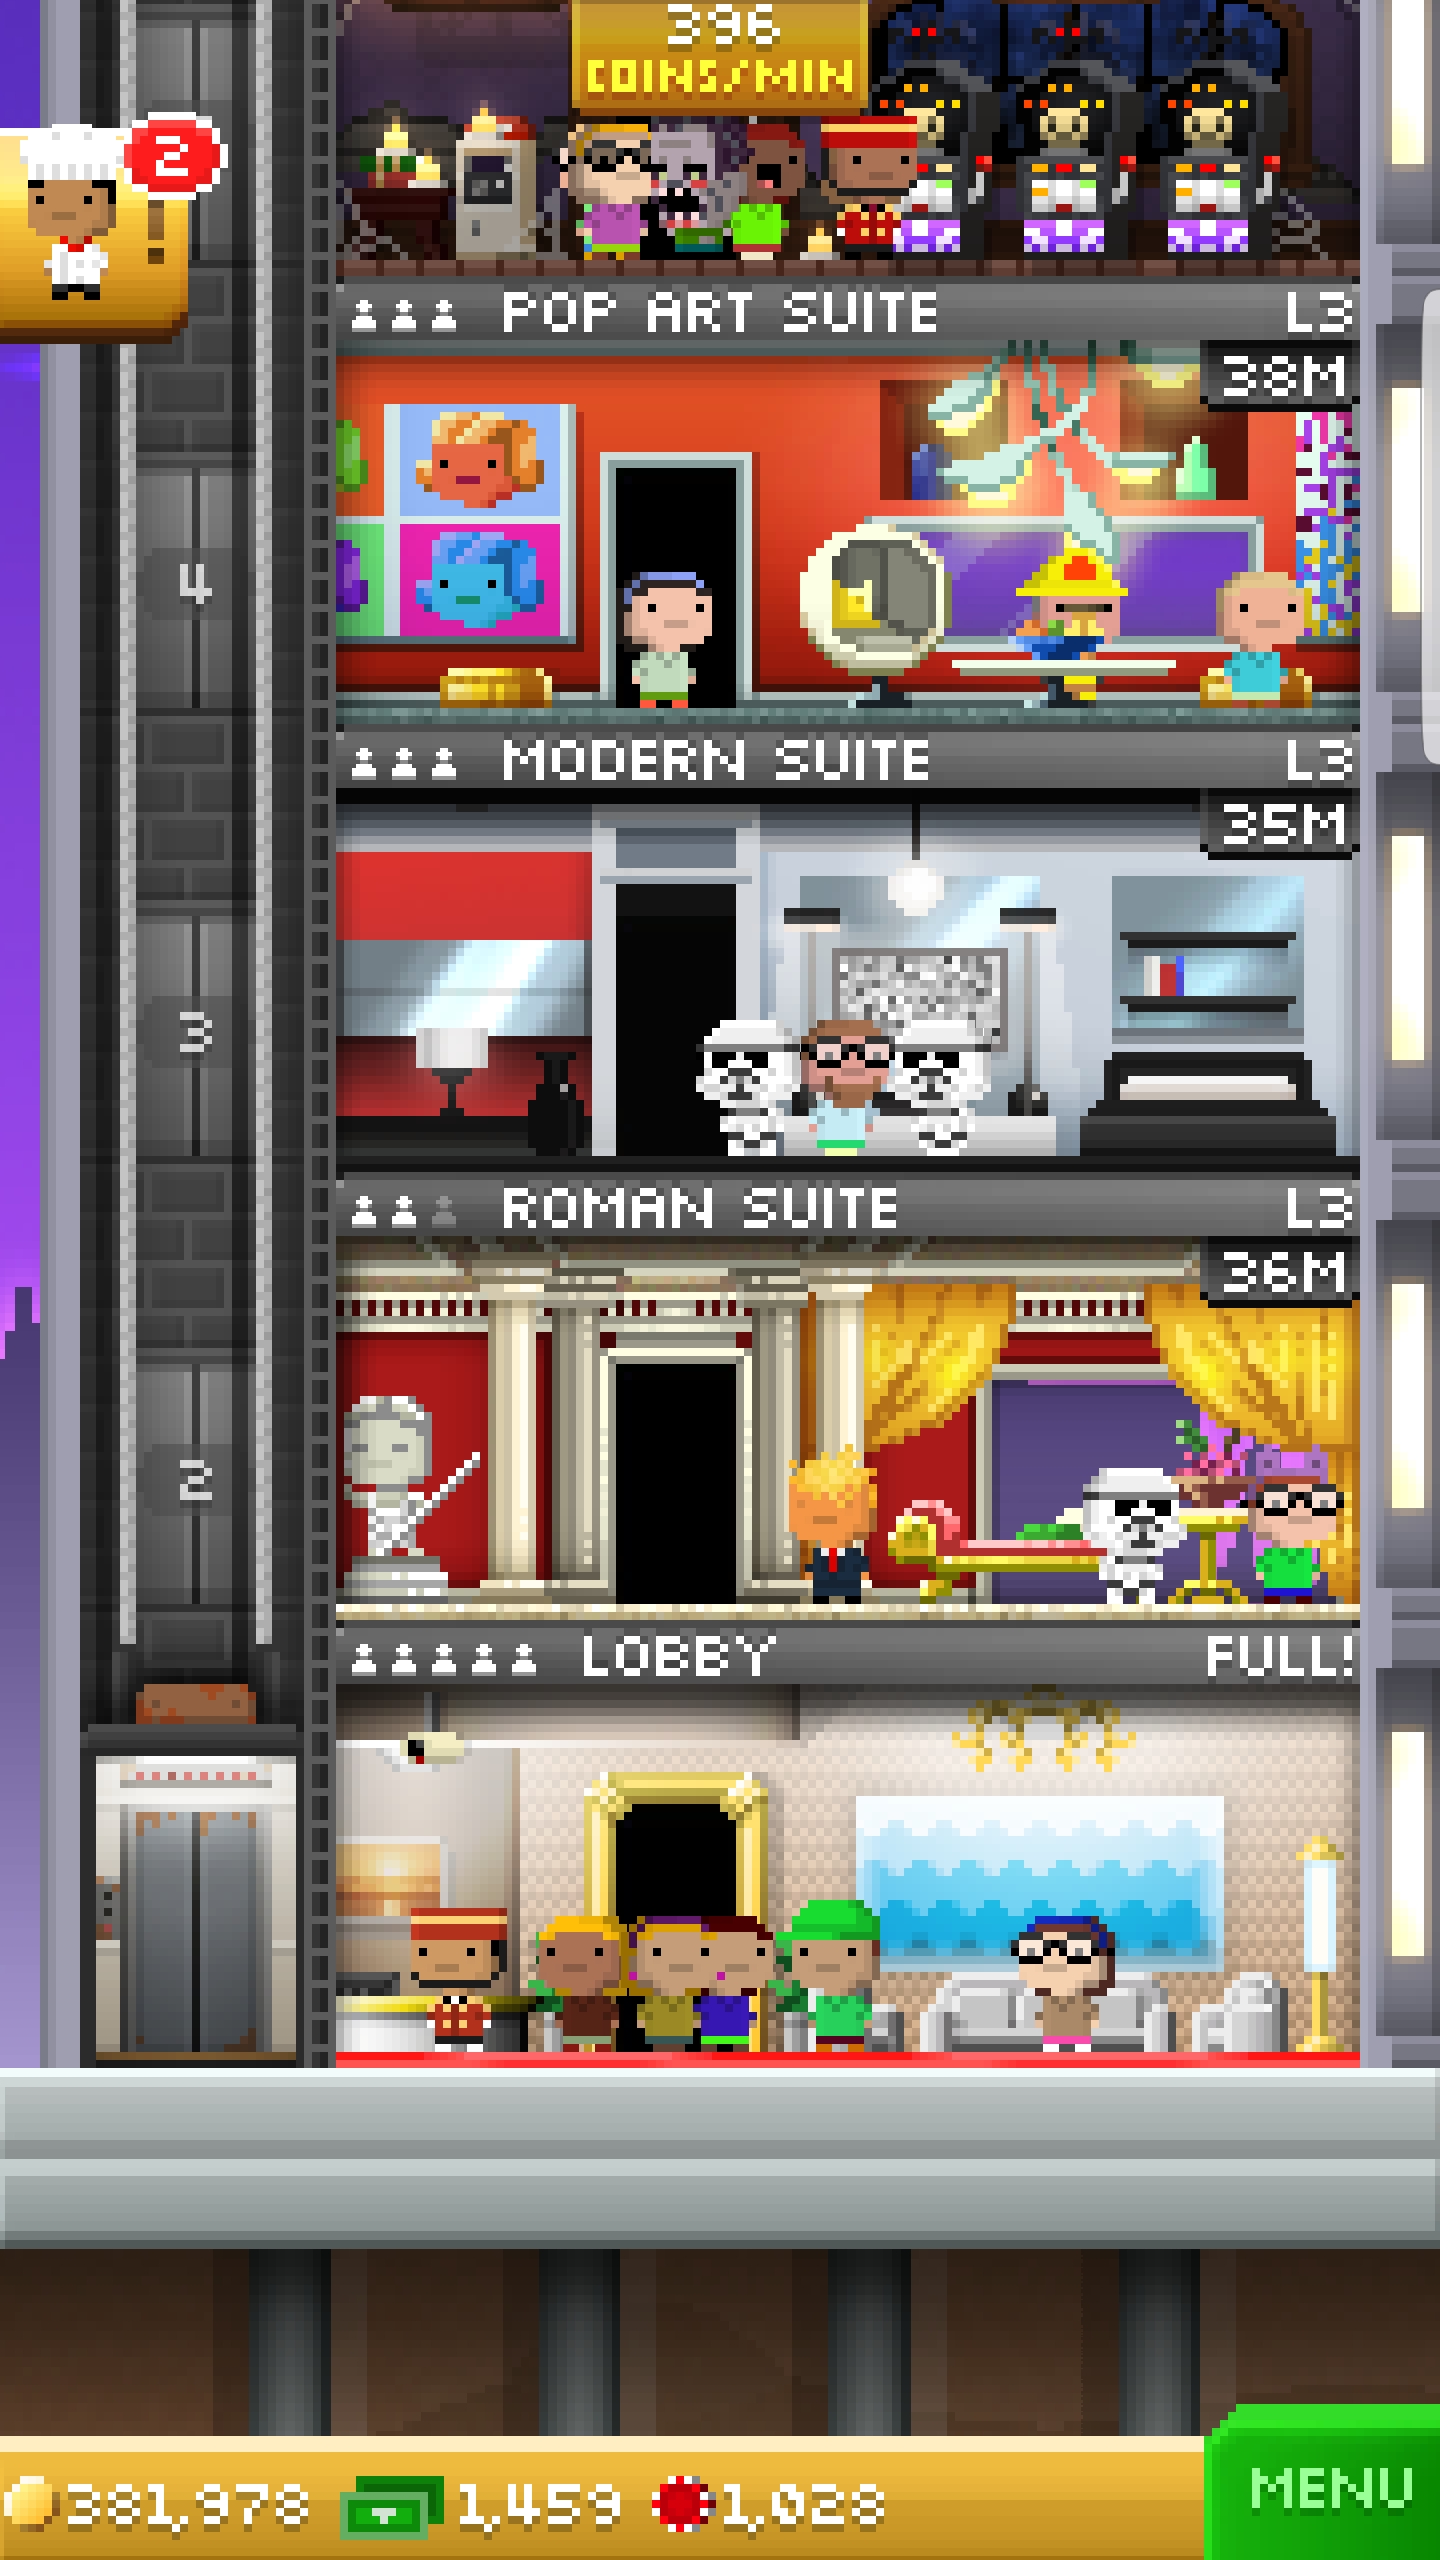 396
COINS/MIN
2
POP ART SUITE L3
38M
4
MODERN SUITE L3
35M
3
ROMAN SUITE L3
36M
2
LOBBY FULL!
381,978 1,459 1,028 MENU